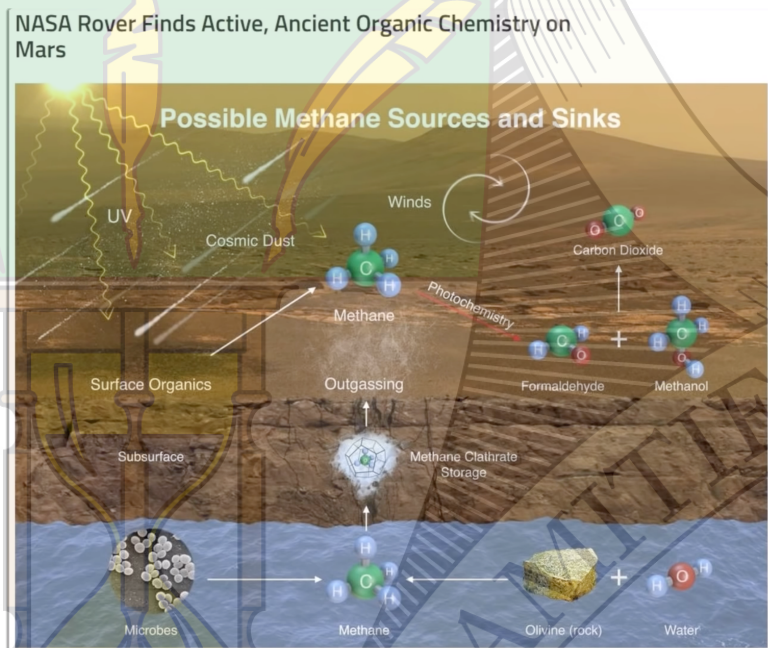 NASA Rover Finds Active, Ancient Organic Chemistry on
Mars
Possible Methane Sources and Sinks
UV
Cosmic Dust
Winds
H
H
C
H
H
Methane
O
C
O
Carbon Dioxide
Photochemistry
H
C
H
O
Formaldehyde
+
H
H
C
H
O
H
Methanol
Surface Organics
Outgassing
Subsurface
Methane Clathrate
Storage
Microbes
H
H
C
H
H
Methane
Olivine (rock)
+
H
O
H
Water
AMITIE